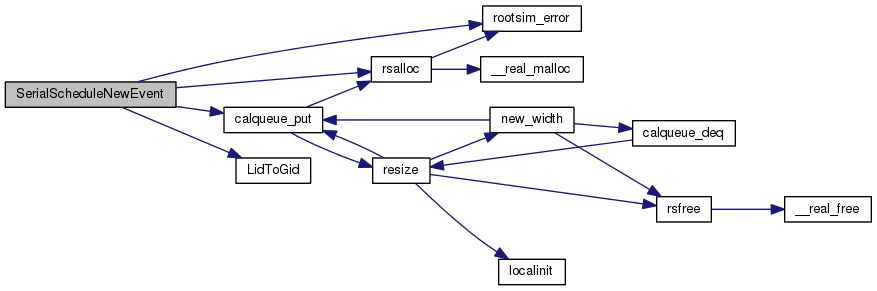 rootsim_error
rsalloc
__real_malloc
SerialScheduleNewEvent
calqueue_put
new_width
calqueue_deq
LidToGid
resize
rsfree
__real_free
localinit